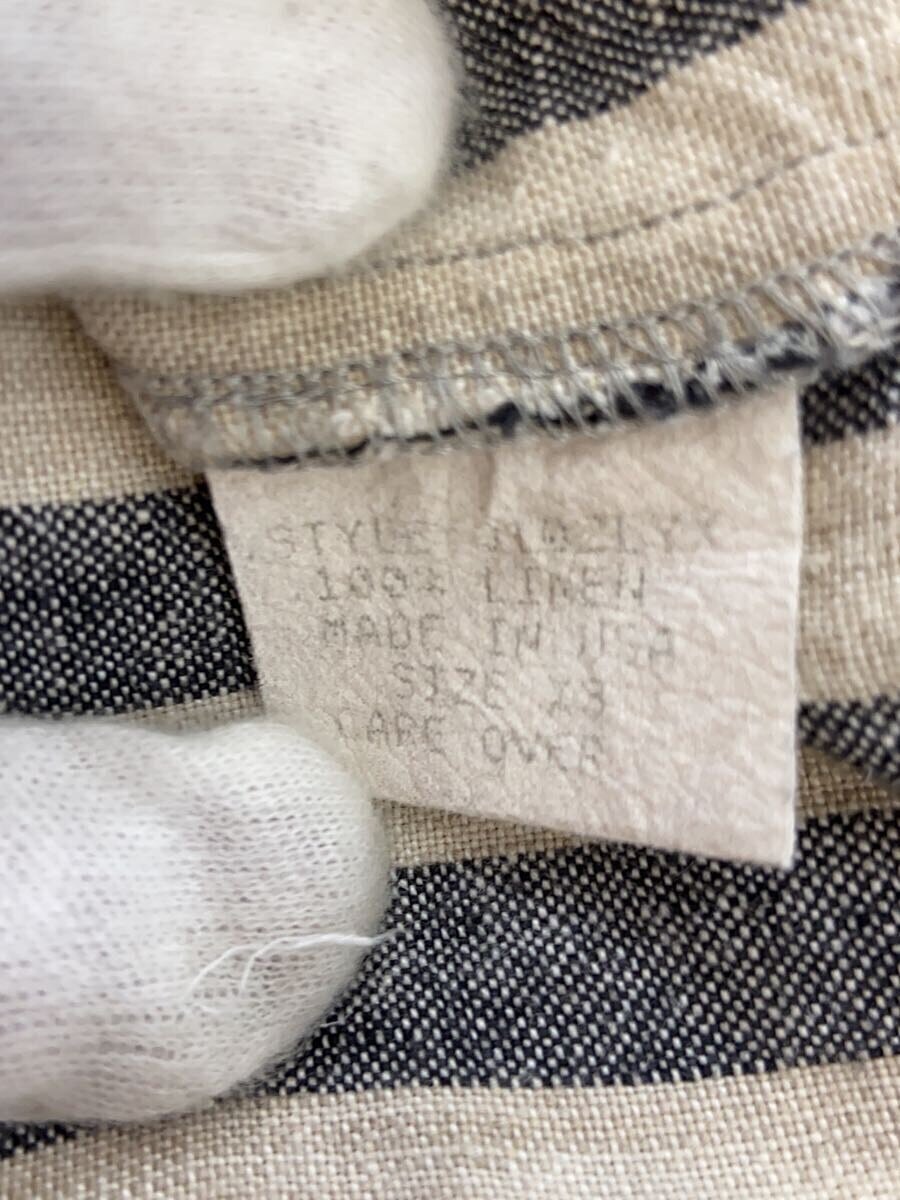 STYLE
100% LINEN
MADE IN USA
SIZE
CARE OVER